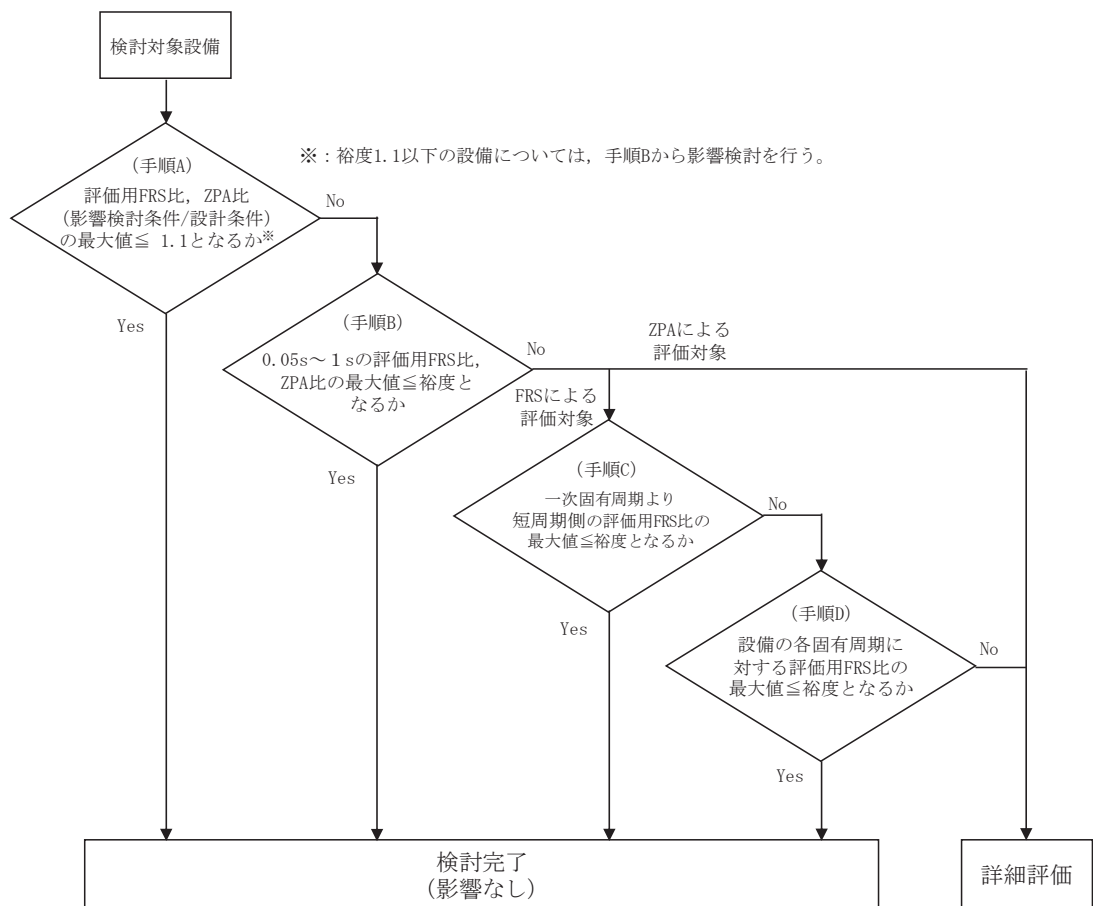 検討対象設備
※：裕度1.1以下の設備については，手順Bから影響検討を行う。
(手順A)
評価用FRS比，ZPA比
(影響検討条件/設計条件)
の最大値≦ 1.1となるか※
No
Yes
(手順B)
0.05s～１sの評価用FRS比，
ZPA比の最大値≦裕度と
なるか
No
Yes
ZPAによる
評価対象
FRSによる
評価対象
(手順C)
一次固有周期より
短周期側の評価用FRS比の
最大値≦裕度となるか
No
Yes
(手順D)
設備の各固有周期に
対する評価用FRS比の
最大値≦裕度となるか
No
Yes
検討完了
(影響なし)
詳細評価